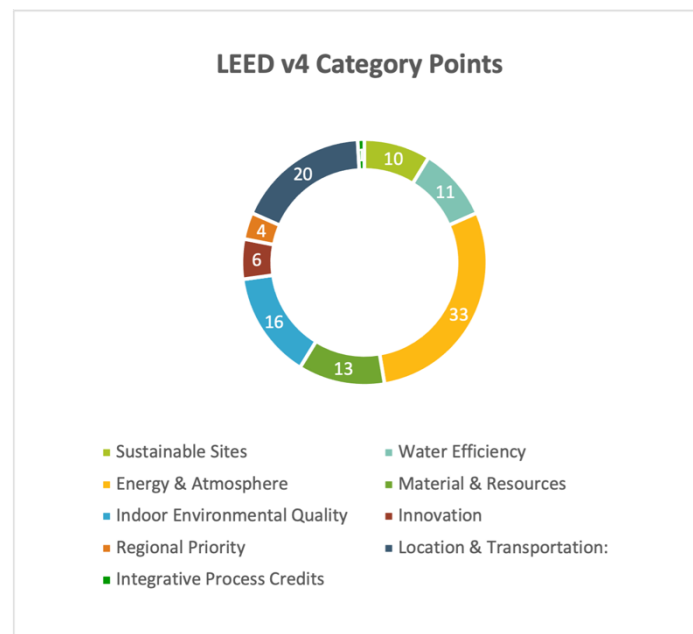 LEED v4 Category Points
10
20
11
4
6
33
16
13
Sustainable Sites
Water Efficiency
Energy & Atmosphere
Material & Resources
Indoor Environmental Quality
Innovation
Regional Priority
Location & Transportation:
Integrative Process Credits